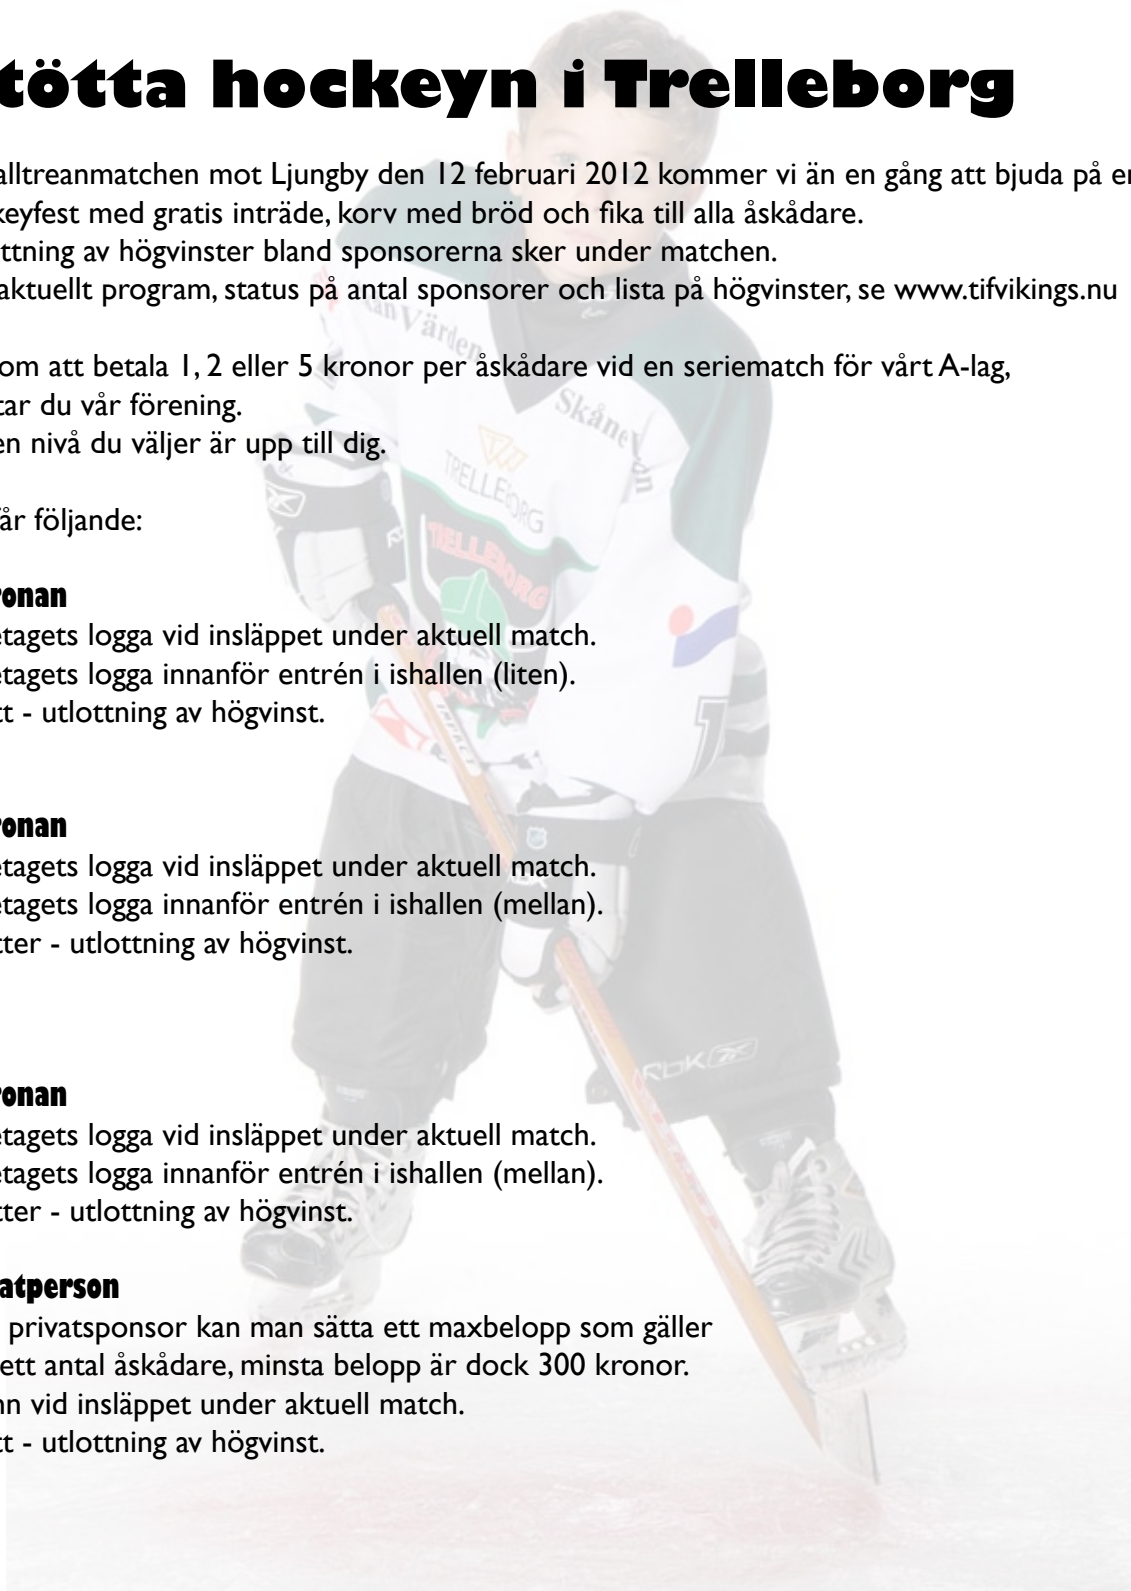 tötta hockeyn i Trelleborg
alltreanmatchen mot Ljungby den 12 februari 2012 kommer vi än en gång att bjuda på en
keyfest med gratis inträde, korv med bröd och fika till alla åskådare.
ttning av högvinster bland sponsorerna sker under matchen.
aktuellt program, status på antal sponsorer och lista på högvinster, se www.tifvikings.nu
om att betala 1, 2 eller 5 kronor per åskådare vid en seriematch för vårt A-lag,
tar du vår förening.
en nivå du väljer är upp till dig.
får följande:
ronan
etagets logga vid insläppet under aktuell match.
etagets logga innanför entrén i ishallen (liten).
tt - utlottning av högvinst.
ronan
etagets logga vid insläppet under aktuell match.
etagets logga innanför entrén i ishallen (mellan).
tter - utlottning av högvinst.
ronan
etagets logga vid insläppet under aktuell match.
etagets logga innanför entrén i ishallen (mellan).
tter - utlottning av högvinst.
atperson
privatsponsor kan man sätta ett maxbelopp som gäller
ett antal åskådare, minsta belopp är dock 300 kronor.
nn vid insläppet under aktuell match.
tt - utlottning av högvinst.
TRELLEBORG
TRELLEBORG
RbK